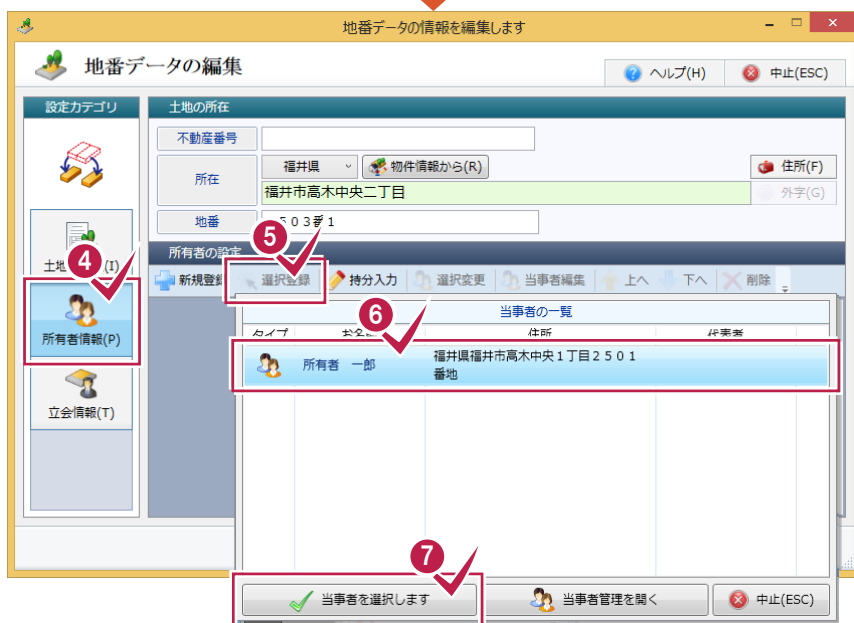 地番データの情報を編集します
地番データの編集
ヘルプ(H)
中止(ESC)
設定カテゴリ
土地の所在
不動産番号
所在
福井県
物件情報から(R)
住所(F)
福井市高木中央二丁目
外字(G)
地番
503番1
5
所有者の設定
4
(I)
新規登録
選択登録
持分入力
選択変更
当事者編集
上へ
下へ
削除
所有者情報(P)
立会情報(T)
当事者の一覧
6
タイプ
住所
代表者
所有者 一郎
福井県福井市高木中央1丁目2501
番地
7
当事者を選択します
当事者管理を開く
中止(ESC)